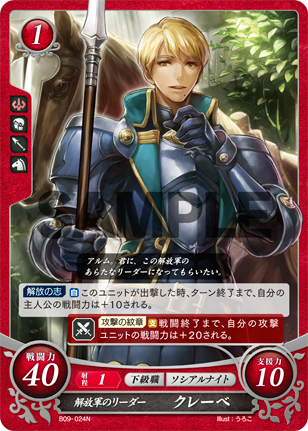 1
SAMPLE
アルム、君に、この解放軍の
あらたなリーダーになってもらいたい。
解放の志 自 このユニットが出撃した時、ターン終了まで、自分の
主人公の戦闘力は+10される。
攻撃の紋章 支 戦闘終了まで、自分の攻撃
ユニットの戦闘力は+20される。
戦闘力
40
射程 1 下級職 ソシアルナイト
支援力
10
解放軍のリーダー クレーベ
B09-024N
Illust:うろこ